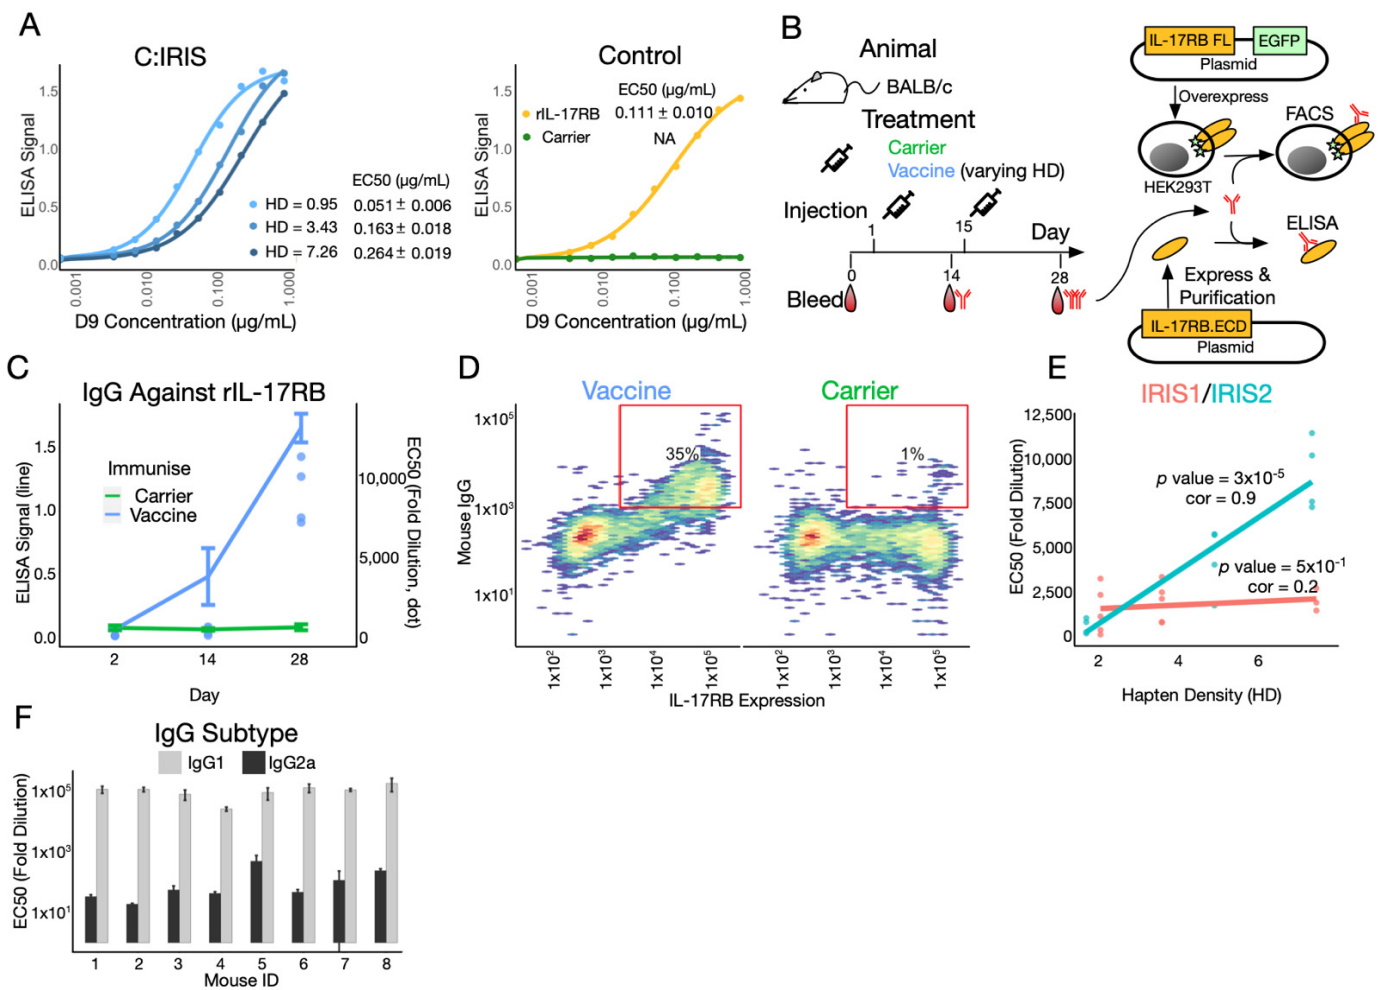 A
C:IRIS
1.5
1.0
0.5
0.0
ELISA Signal
EC50 (µg/mL)
HD = 0.95 0.051 ± 0.006
HD = 3.43 0.163 ± 0.018
HD = 7.26 0.264 ± 0.019
0.001
0.010
0.100
1.000
D9 Concentration (µg/mL)
Control
EC50 (µg/mL)
rIL-17RB 0.111 ± 0.010
Carrier NA
1.5
1.0
0.5
0.0
ELISA Signal
0.001
0.010
0.100
1.000
D9 Concentration (µg/mL)
B
Animal
BALB/c
Treatment
Carrier
Vaccine (varying HD)
Injection
1
15
Day
0
14
28
Bleed
IL-17RB FL
EGFP
Plasmid
Overexpress
FACS
HEK293T
ELISA
Express &
Purification
IL-17RB.ECD
Plasmid
C
IgG Against rIL-17RB
1.5
1.0
0.5
0.0
ELISA Signal (line)
Immunise
Carrier
Vaccine
10,000
5,000
0
EC50 (Fold Dilution, dot)
2 14 28
Day
D
Vaccine
Carrier
35%
1%
1x10⁵
1x10³
1x10¹
Mouse IgG
1x10²
1x10³
1x10⁴
1x10⁵
1x10²
1x10³
1x10⁴
1x10⁵
IL-17RB Expression
E
IRIS1/IRIS2
12,500
10,000
7,500
5,000
2,500
0
EC50 (Fold Dilution)
p value = 3x10⁻⁵
cor = 0.9
p value = 5x10⁻¹
cor = 0.2
2 4 6
Hapten Density (HD)
F
IgG Subtype
IgG1 IgG2a
1x10⁵
1x10³
1x10¹
EC50 (Fold Dilution)
1 2 3 4 5 6 7 8
Mouse ID